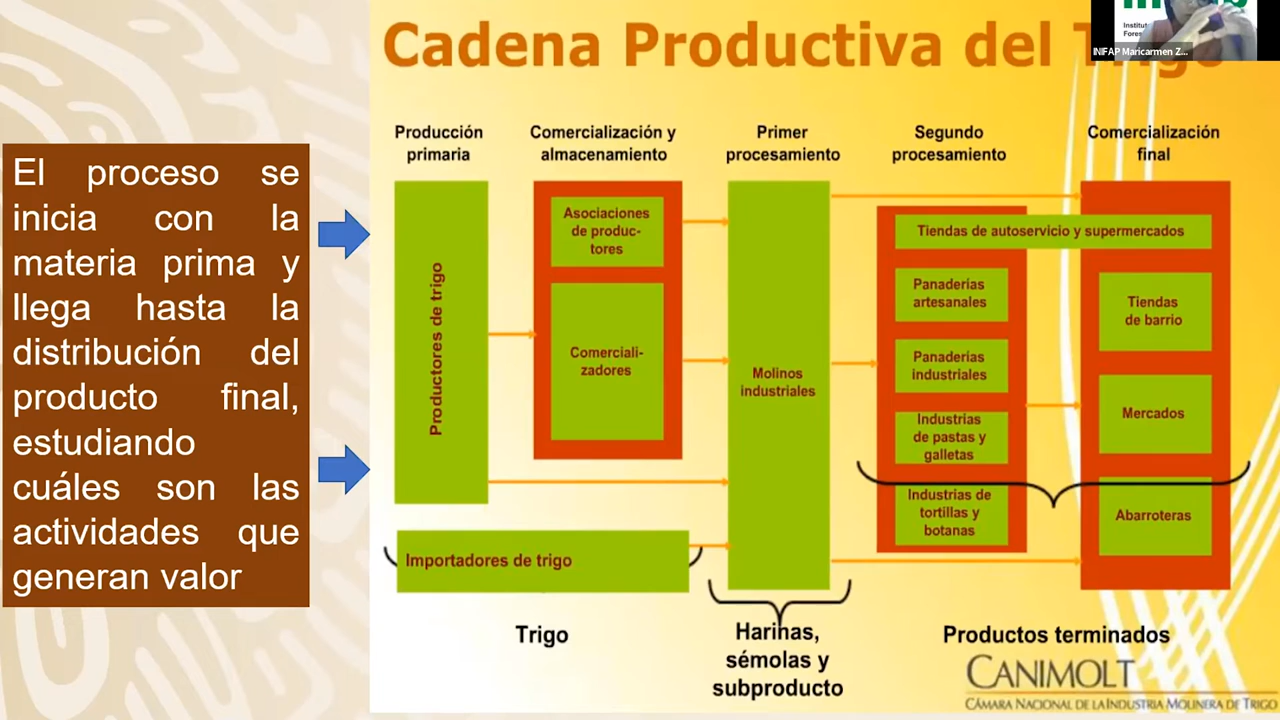 Cadena Productiva del Trigo
INIFAP Maricarmen Z...
El proceso se
inicia con la
materia prima y
llega hasta la
distribución del
producto final,
estudiando
cuáles son las
actividades que
generan valor
Producción
primaria
Comercialización y
almacenamiento
Primer
procesamiento
Segundo
procesamiento
Comercialización
final
Productores de trigo
Asociaciones
de produc-
tores
Comerciali-
zadores
Molinos
industriales
Tiendas de autoservicio y supermercados
Panaderias
artesanales
Panaderias
industriales
Industrias
de pastas y
galletas
Industrias de
tortillas y
botanas
Tiendas
de barrio
Mercados
Abarroteras
Importadores de trigo
Trigo
Harinas,
sémolas y
subproducto
Productos terminados
CANIMOLT
CÁMARA NACIONAL DE LA INDUSTRIA MOLINERA DE TRIGO